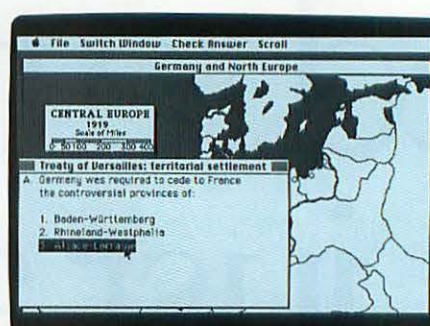 File Switch Window Check Answer Scroll
Germany and North Europe
CENTRAL EUROPE
1919
Scale of Miles
0 50 100 200 300 400
Treaty of Versailles: territorial settlement
A. Germany was required to cede to France
the controversial provinces of:
1. Baden-Württemberg
2. Rhineland-Westphalia
3. Alsace-Lorraine